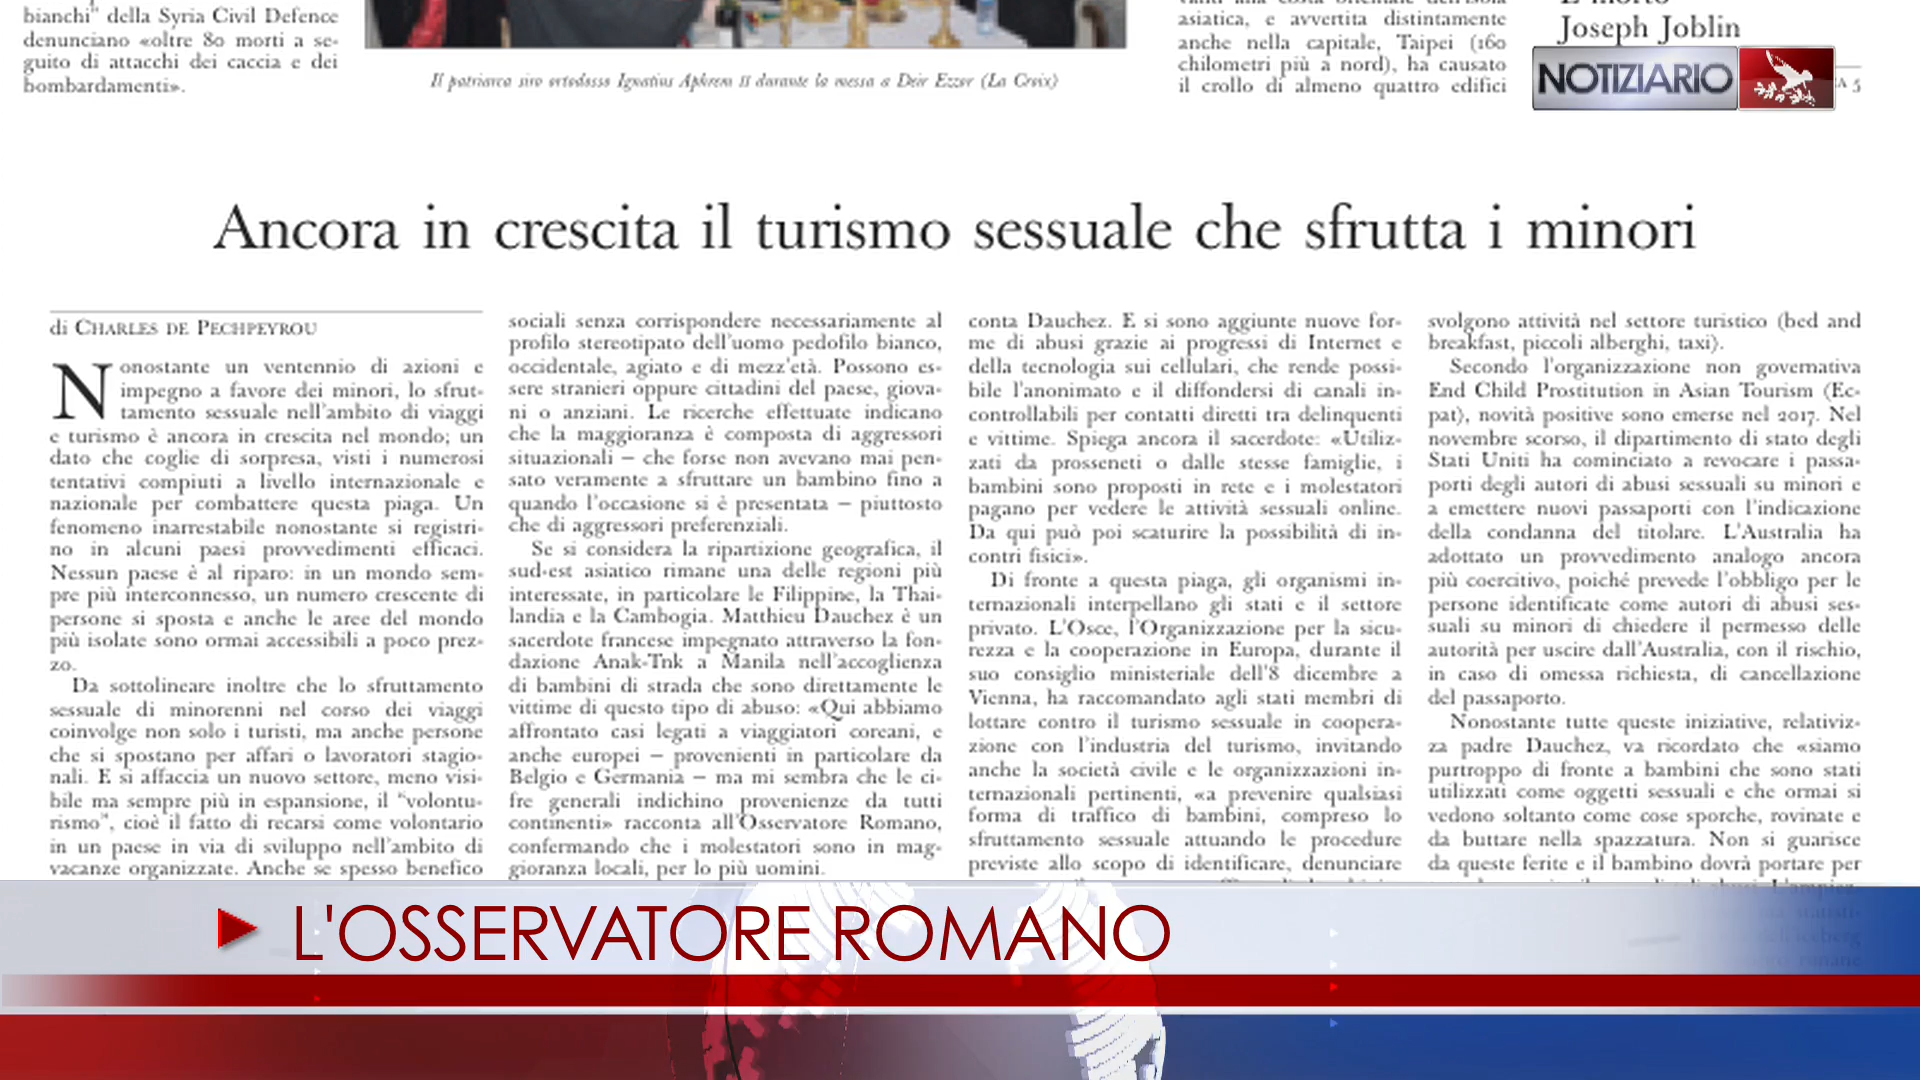 bianchi" della Syria Civil Defence
denunciano «oltre 80 morti a se-
guito di attacchi dei caccia e dei
bombardamenti».
Il patriarca siro ortodosso Ignatius Aphrem II durante la messa a Deir Ezzor (La Croix)
asiatica, e avvertita distintamente
anche nella capitale, Taipei (160
chilometri più a nord), ha causato
il crollo di almeno quattro edifici
Joseph Joblin
NOTIZIARIO
A 5
Ancora in crescita il turismo sessuale che sfrutta i minori
di CHARLES DE PECHPEYROU
Nonostante un ventennio di azioni e
impegno a favore dei minori, lo sfrut-
tamento sessuale nell'ambito di viaggi
e turismo è ancora in crescita nel mondo; un
dato che coglie di sorpresa, visti i numerosi
tentativi compiuti a livello internazionale e
nazionale per combattere questa piaga. Un
fenomeno inarrestabile nonostante si registri-
no in alcuni paesi provvedimenti efficaci.
Nessun paese è al riparo: in un mondo sem-
pre più interconnesso, un numero crescente di
persone si sposta e anche le aree del mondo
più isolate sono ormai accessibili a poco prez-
zo.
Da sottolineare inoltre che lo sfruttamento
sessuale di minorenni nel corso dei viaggi
coinvolge non solo i turisti, ma anche persone
che si spostano per affari o lavoratori stagio-
nali. E si affaccia un nuovo settore, meno visi-
bile ma sempre più in espansione, il "volontu-
rismo", cioè il fatto di recarsi come volontario
in un paese in via di sviluppo nell'ambito di
vacanze organizzate. Anche se spesso benefico
sociali senza corrispondere necessariamente al
profilo stereotipato dell'uomo pedofilo bianco,
occidentale, agiato e di mezz'età. Possono es-
sere stranieri oppure cittadini del paese, giova-
ni o anziani. Le ricerche effettuate indicano
che la maggioranza è composta di aggressori
situazionali – che forse non avevano mai pen-
sato veramente a sfruttare un bambino fino a
quando l'occasione si è presentata – piuttosto
che di aggressori preferenziali.
Se si considera la ripartizione geografica, il
sud-est asiatico rimane una delle regioni più
interessate, in particolare le Filippine, la Thai-
landia e la Cambogia. Matthieu Dauchez è un
sacerdote francese impegnato attraverso la fon-
dazione Anak-Tnk a Manila nell'accoglienza
di bambini di strada che sono direttamente le
vittime di questo tipo di abuso: «Qui abbiamo
affrontato casi legati a viaggiatori coreani, e
anche europei – provenienti in particolare da
Belgio e Germania – ma mi sembra che le ci-
fre generali indichino provenienze da tutti
continenti» racconta all'Osservatore Romano,
confermando che i molestatori sono in mag-
gioranza locali, per lo più uomini.
conta Dauchez. E si sono aggiunte nuove for-
me di abusi grazie ai progressi di Internet e
della tecnologia sui cellulari, che rende possi-
bile l'anonimato e il diffondersi di canali in-
controllabili per contatti diretti tra delinquenti
e vittime. Spiega ancora il sacerdote: «Utiliz-
zati da prosseneti o dalle stesse famiglie, i
bambini sono proposti in rete e i molestatori
pagano per vedere le attività sessuali online.
Da qui può poi scaturire la possibilità di in-
contri fisici».
Di fronte a questa piaga, gli organismi in-
ternazionali interpellano gli stati e il settore
privato. L'Osce, l'Organizzazione per la sicu-
rezza e la cooperazione in Europa, durante il
suo consiglio ministeriale dell'8 dicembre a
Vienna, ha raccomandato agli stati membri di
lottare contro il turismo sessuale in coopera-
zione con l'industria del turismo, invitando
anche la società civile e le organizzazioni in-
ternazionali pertinenti, «a prevenire qualsiasi
forma di traffico di bambini, compreso lo
sfruttamento sessuale attuando le procedure
previste allo scopo di identificare, denunciare
svolgono attività nel settore turistico (bed and
breakfast, piccoli alberghi, taxi).
Secondo l'organizzazione non governativa
End Child Prostitution in Asian Tourism (Ec-
pat), novità positive sono emerse nel 2017. Nel
novembre scorso, il dipartimento di stato degli
Stati Uniti ha cominciato a revocare i passa-
porti degli autori di abusi sessuali su minori e
a emettere nuovi passaporti con l'indicazione
della condanna del titolare. L'Australia ha
adottato un provvedimento analogo ancora
più coercitivo, poiché prevede l'obbligo per le
persone identificate come autori di abusi ses-
suali su minori di chiedere il permesso delle
autorità per uscire dall'Australia, con il rischio,
in caso di omessa richiesta, di cancellazione
del passaporto.
Nonostante tutte queste iniziative, relativiz-
za padre Dauchez, va ricordato che «siamo
purtroppo di fronte a bambini che sono stati
utilizzati come oggetti sessuali e che ormai si
vedono soltanto come cose sporche, rovinate e
da buttare nella spazzatura. Non si guarisce
da queste ferite e il bambino dovrà portare per
L'OSSERVATORE ROMANO